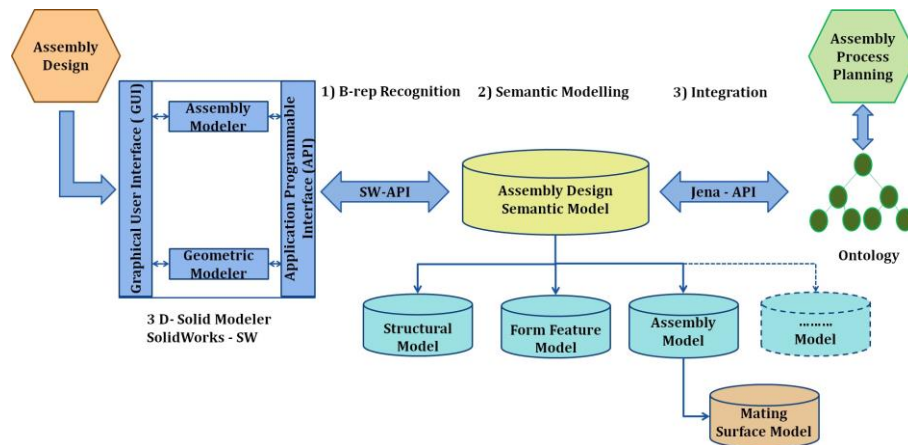 Assembly
Design
Assembly
Process
Planning
1) B-rep Recognition
2) Semantic Modelling
3) Integration
Graphical User Interface ( GUI)
Assembly
Modeler
Geometric
Modeler
Application Programmable
Interface (API)
SW-API
Assembly Design
Semantic Model
Jena - API
Ontology
3 D- Solid Modeler
SolidWorks - SW
Structural
Model
Form Feature
Model
Assembly
Model
.........
Model
Mating
Surface Model